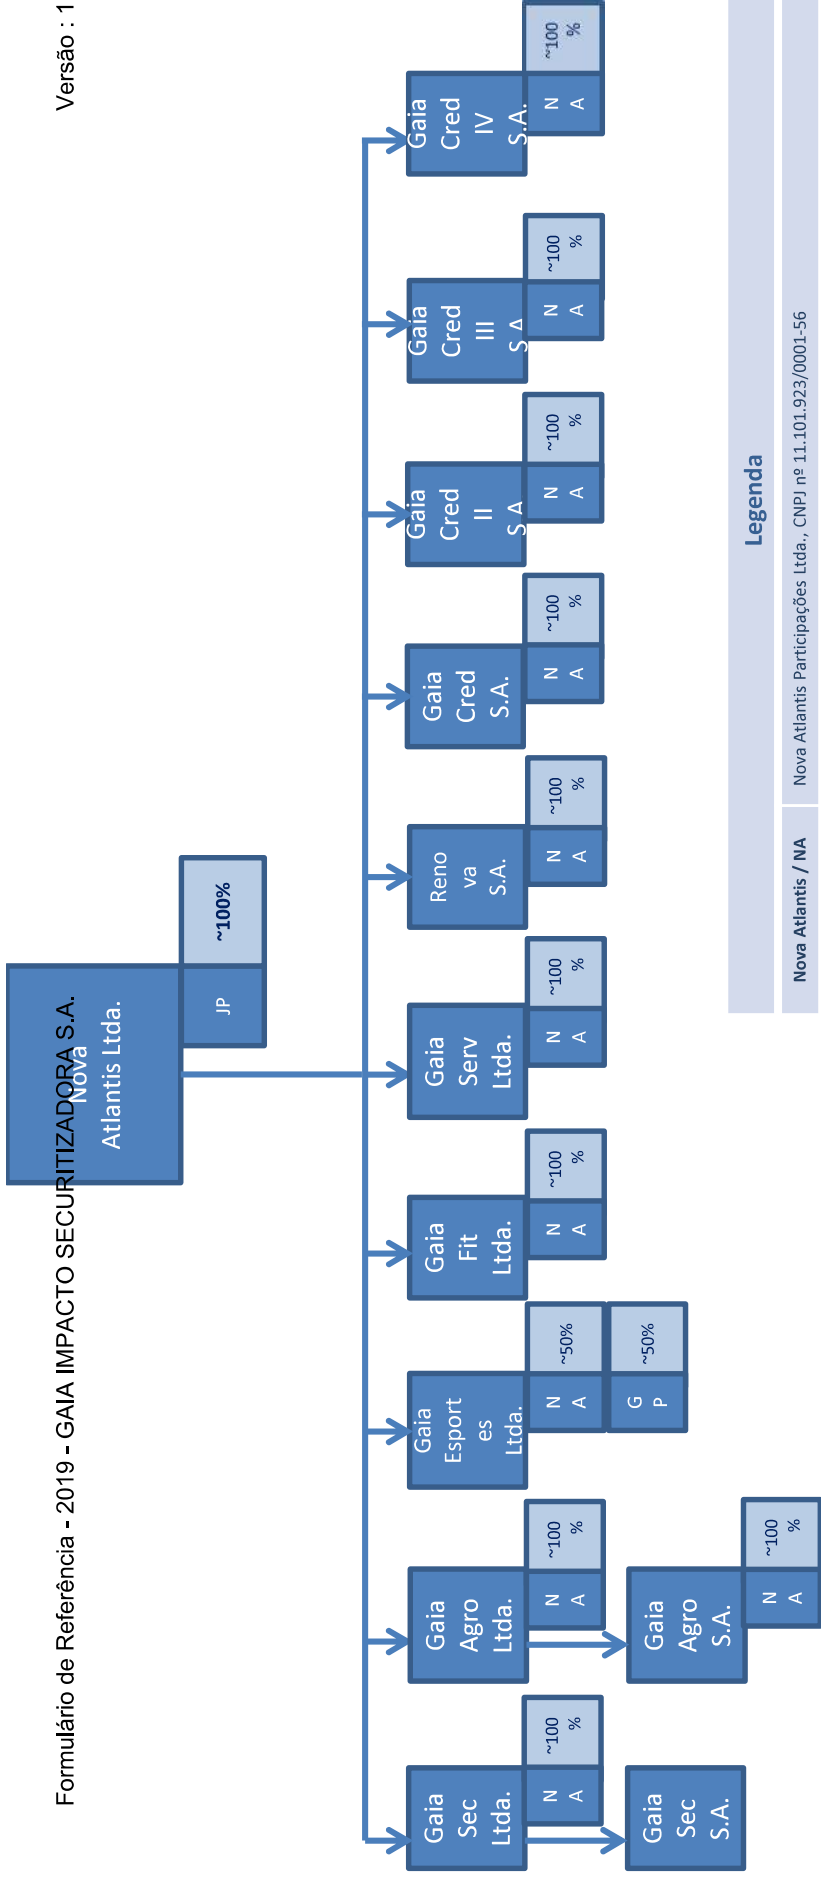 Formulário de Referência - 2019 - GAIA IMPACTO SECURITIZADORA S.A.
Versão : 1
Nova
Atlantis Ltda.
JP
~100%
Gaia
Sec
Ltda.
N
A
~100
%
Gaia
Agro
Ltda.
N
A
~100
%
Gaia
Esport
es
Ltda.
N
A
~50%
G
P
~50%
Gaia
Fit
Ltda.
N
A
~100
%
Gaia
Serv
Ltda.
N
A
~100
%
Reno
va
S.A.
N
A
~100
%
Gaia
Cred
S.A.
N
A
~100
%
Gaia
Cred
II
S.A
N
A
~100
%
Gaia
Cred
III
S.A
N
A
~100
%
Gaia
Cred
IV
S.A.
N
A
~100
%
Gaia
Sec
S.A.
Gaia
Agro
S.A.
N
A
~100
%
Legenda
Nova Atlantis / NA
Nova Atlantis Participações Ltda., CNPJ nº 11.101.923/0001-56